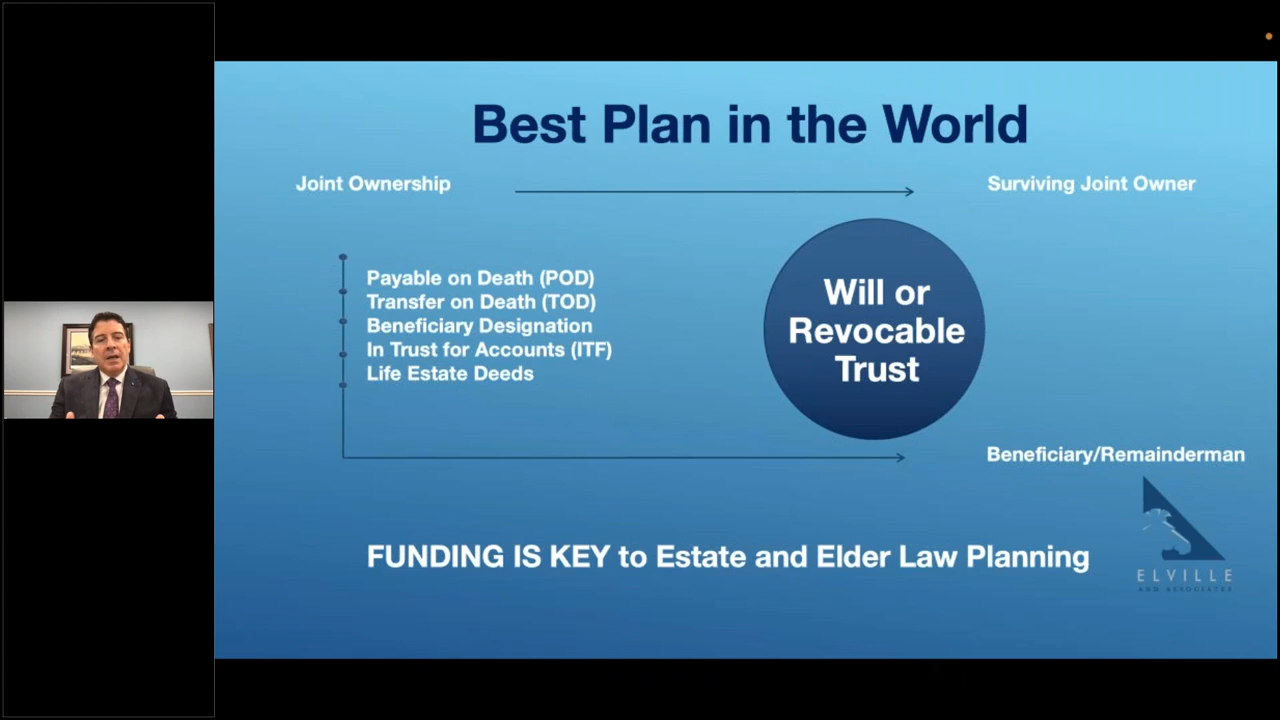 Best Plan in the World
Joint Ownership
Surviving Joint Owner
Payable on Death (POD)
Transfer on Death (TOD)
Beneficiary Designation
In Trust for Accounts (ITF)
Life Estate Deeds
Will or
Revocable
Trust
Beneficiary/Remainderman
FUNDING IS KEY to Estate and Elder Law Planning
ELVILLE
AND ASSOCIATES